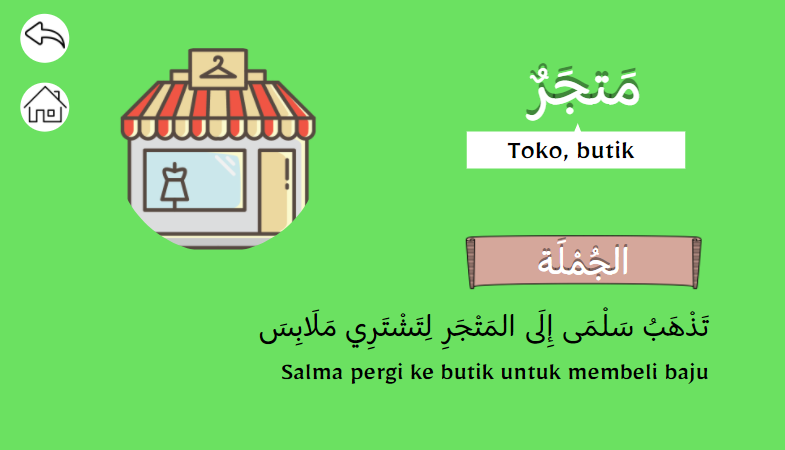 مَتجَرٌ
Toko, butik
الجُمْلَة
تَذْهَبُ سَلْمَى إِلَى المَتْجَرِ لِتَشْتَرِي مَلَابِسَ
Salma pergi ke butik untuk membeli baju